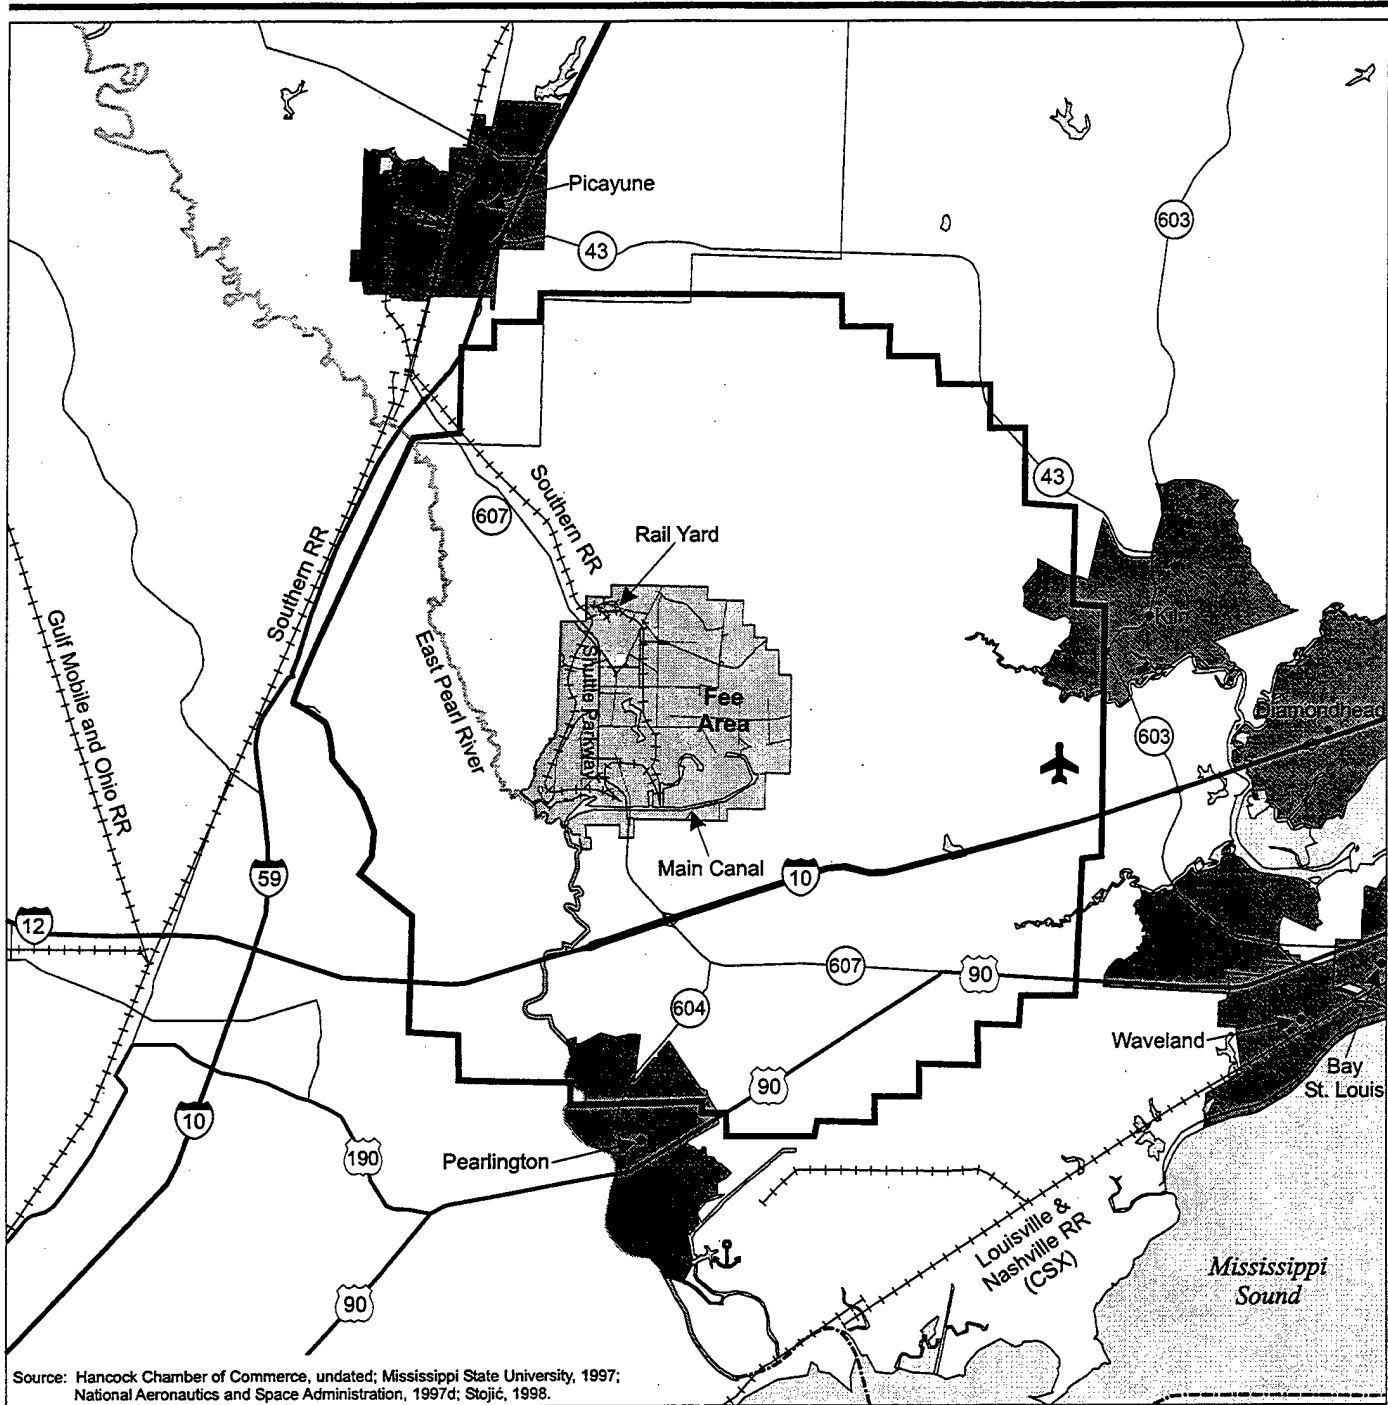 Picayune
43
603
43
Southern RR
607
Rail Yard
Southern RR
Kiln
Gulf Mobile and Ohio RR
East Pearl River
Shuttle Parkway
Fee
Area
Diamondhead
603
Main Canal
10
59
12
607
90
604
Waveland
Bay
St. Louis
90
10
190
Pearlington
Louisville &
Nashville RR
(CSX)
Mississippi
Sound
90
Source: Hancock Chamber of Commerce, undated; Mississippi State University, 1997;
National Aeronautics and Space Administration, 1997d; Stojić, 1998.